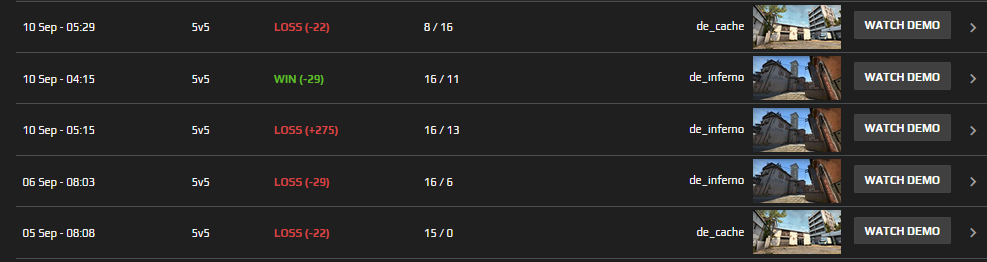 10 Sep - 05:29 5v5 LOSS (-22) 8 / 16 de_cache WATCH DEMO
10 Sep - 04:15 5v5 WIN (-29) 16 / 11 de_inferno WATCH DEMO
10 Sep - 05:15 5v5 LOSS (+275) 16 / 13 de_inferno WATCH DEMO
06 Sep - 08:03 5v5 LOSS (-29) 16 / 6 de_inferno WATCH DEMO
05 Sep - 08:08 5v5 LOSS (-22) 15 / 0 de_cache WATCH DEMO